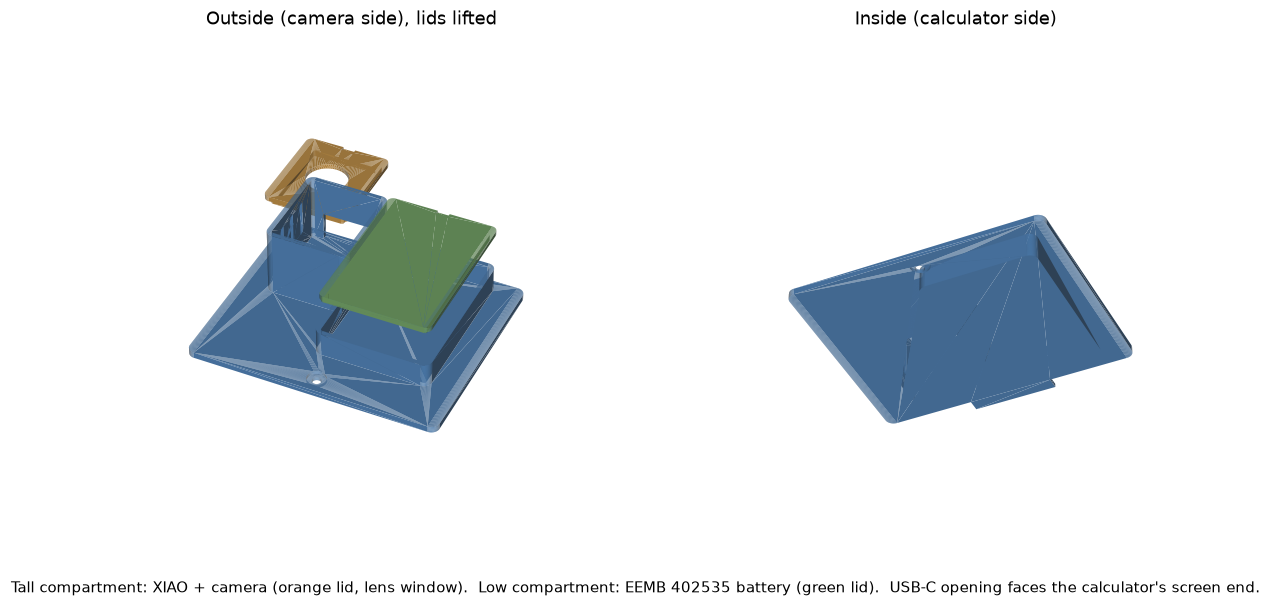 Outside (camera side), lids lifted
Inside (calculator side)
Tall compartment: XIAO + camera (orange lid, lens window).  Low compartment: EEMB 402535 battery (green lid).  USB-C opening faces the calculator's screen end.